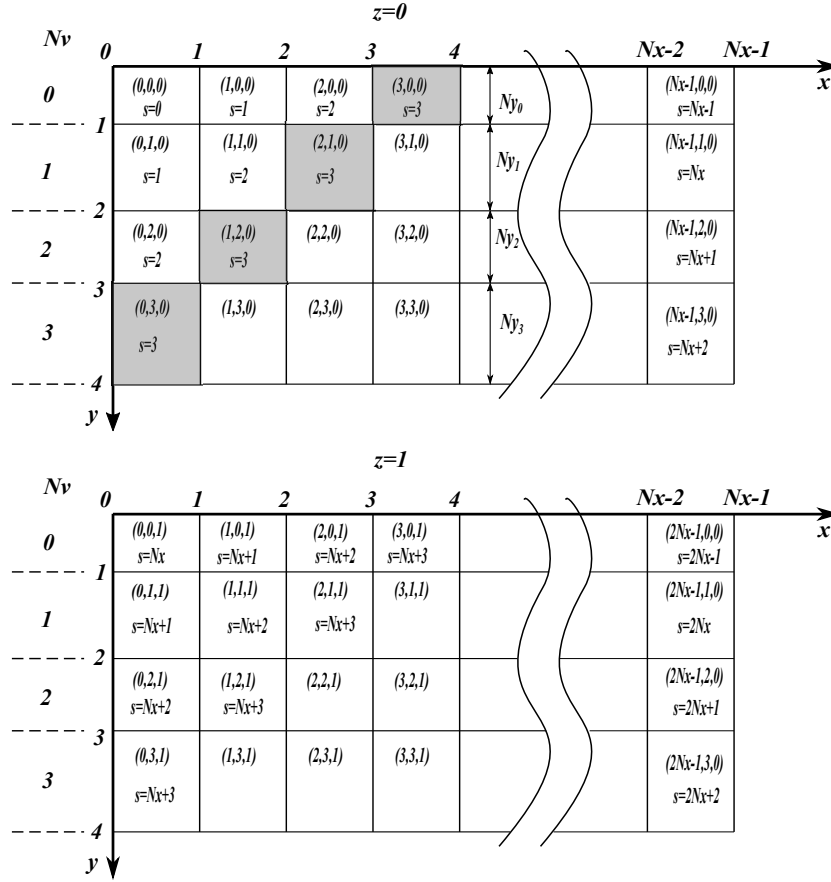 z=0
Nv 0 1 2 3 4 Nx-2 Nx-1
x
0 (0,0,0) (1,0,0) (2,0,0) (3,0,0) Ny0 (Nx-1,0,0)
s=0 s=1 s=2 s=3 s=Nx-1
1
1 (0,1,0) (1,1,0) (2,1,0) (3,1,0) Ny1 (Nx-1,1,0)
s=1 s=2 s=3 s=Nx
2
2 (0,2,0) (1,2,0) (2,2,0) (3,2,0) Ny2 (Nx-1,2,0)
s=2 s=3 s=Nx+1
3
3 (0,3,0) (1,3,0) (2,3,0) (3,3,0) Ny3 (Nx-1,3,0)
s=3 s=Nx+2
4
y
z=1
Nv 0 1 2 3 4 Nx-2 Nx-1
x
0 (0,0,1) (1,0,1) (2,0,1) (3,0,1) (2Nx-1,0,0)
s=Nx s=Nx+1 s=Nx+2 s=Nx+3 s=2Nx-1
1
1 (0,1,1) (1,1,1) (2,1,1) (3,1,1) (2Nx-1,1,0)
s=Nx+1 s=Nx+2 s=Nx+3 s=2Nx
2
2 (0,2,1) (1,2,1) (2,2,1) (3,2,1) (2Nx-1,2,0)
s=Nx+2 s=Nx+3 s=2Nx+1
3
3 (0,3,1) (1,3,1) (2,3,1) (3,3,1) (2Nx-1,3,0)
s=Nx+3 s=2Nx+2
4
y